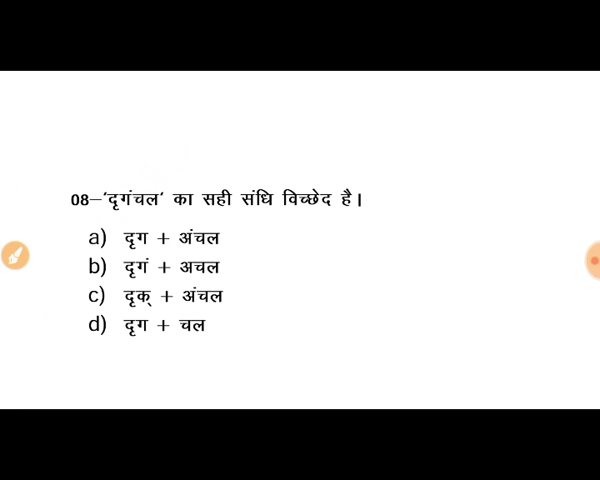 08–'दृगंचल' का सही संधि विच्छेद है।
a) दृग + अंचल
b) दृगं + अचल
c) दृक् + अंचल
d) दृग + चल